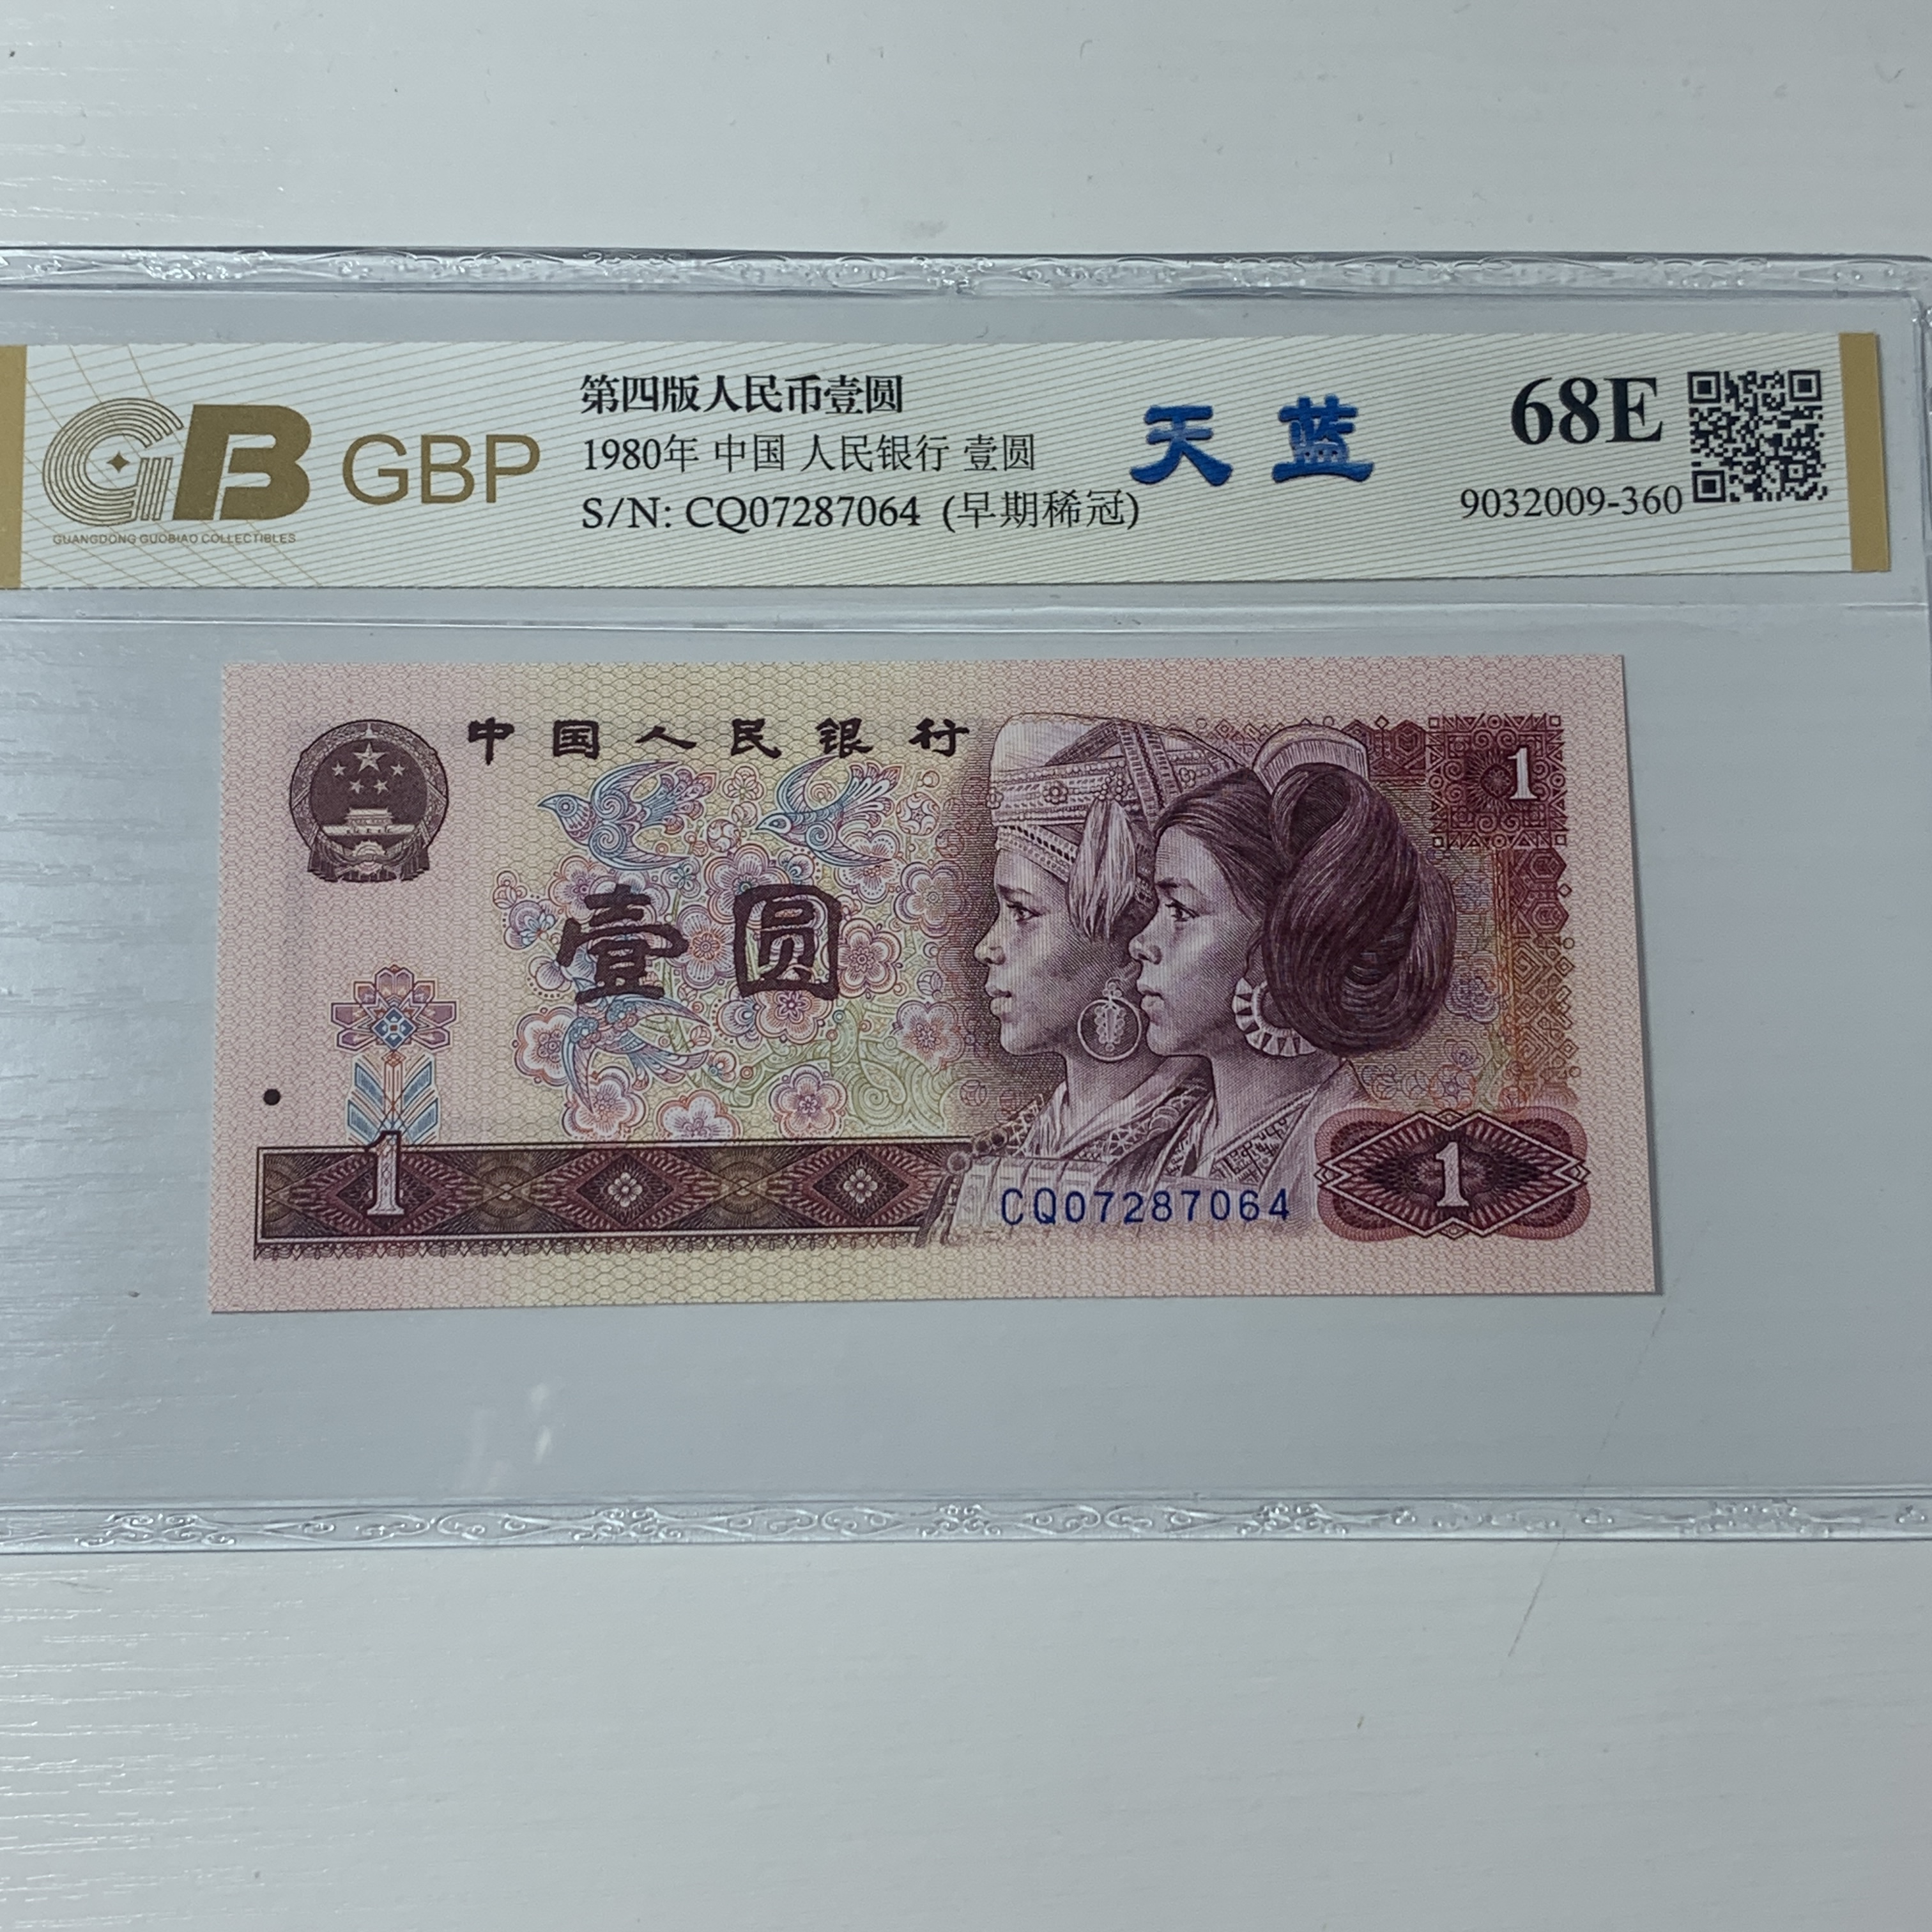 GB GBP
GUANGDONG GUOBIAO COLLECTIBLES
第四版人民币壹圆
1980年 中国 人民银行 壹圆
S/N: CQ07287064 (早期稀冠)
天蓝
68E
9032009-360
中国人民银行
1
壹圆
1
CQ07287064
1